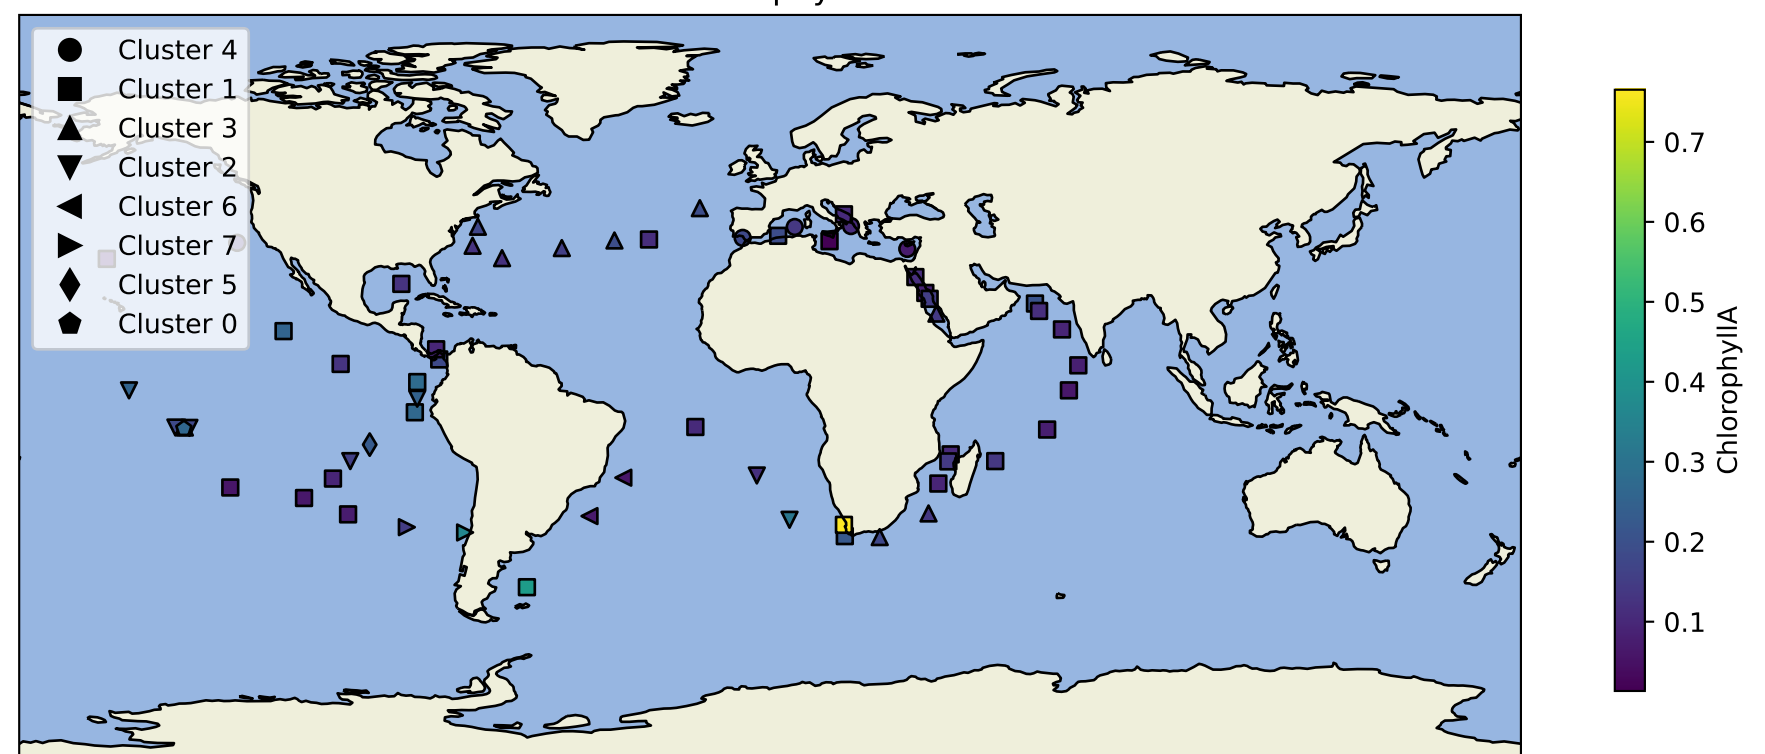 Cluster 4
Cluster 1
Cluster 3
Cluster 2
Cluster 6
Cluster 7
Cluster 5
Cluster 0
0.7
0.6
0.5
0.4
0.3
0.2
0.1
ChlorophyllA